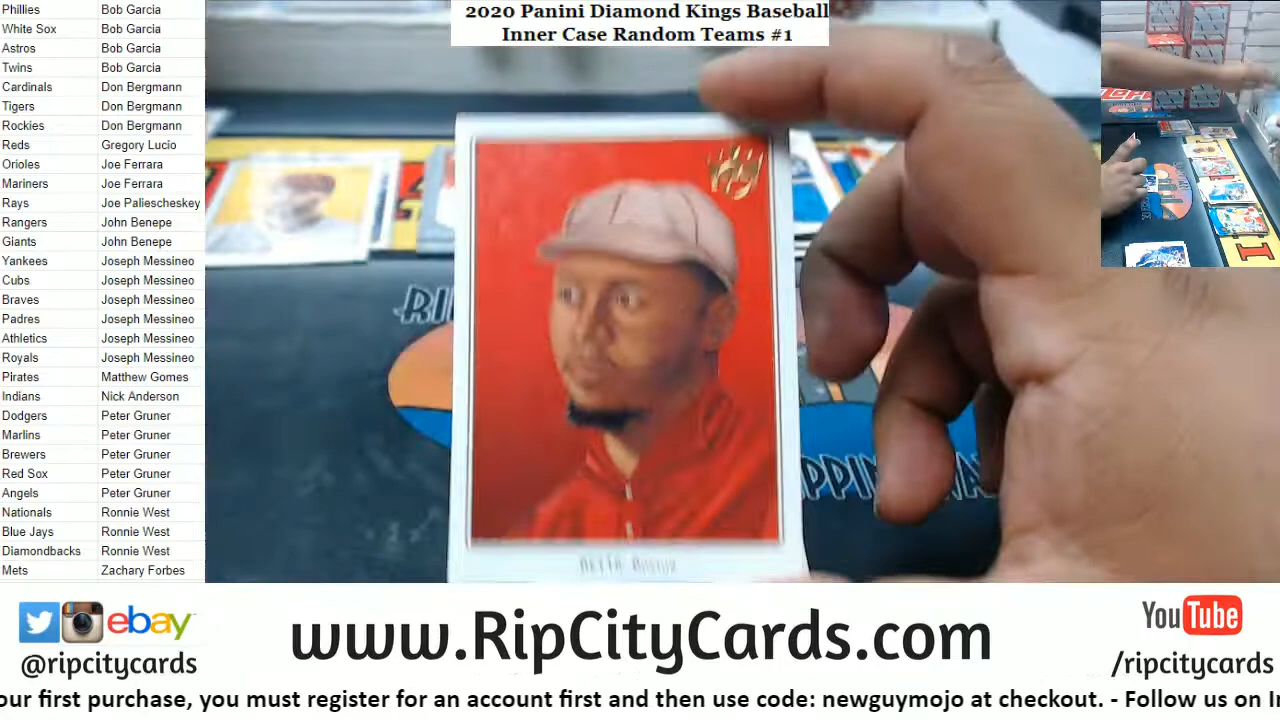 2020 Panini Diamond Kings Baseball
Inner Case Random Teams #1
Phillies Bob Garcia
White Sox Bob Garcia
Astros Bob Garcia
Twins Bob Garcia
Cardinals Don Bergmann
Tigers Don Bergmann
Rockies Don Bergmann
Reds Gregory Lucio
Orioles Joe Ferrara
Mariners Joe Ferrara
Rays Joe Paliescheskey
Rangers John Benepe
Giants John Benepe
Yankees Joseph Messineo
Cubs Joseph Messineo
Braves Joseph Messineo
Padres Joseph Messineo
Athletics Joseph Messineo
Royals Joseph Messineo
Pirates Matthew Gomes
Indians Nick Anderson
Dodgers Peter Gruner
Marlins Peter Gruner
Brewers Peter Gruner
Red Sox Peter Gruner
Angels Peter Gruner
Nationals Ronnie West
Blue Jays Ronnie West
Diamondbacks Ronnie West
Mets Zachary Forbes
ebay
@ripcitycards
www.RipCityCards.com
YouTube
/ripcitycards
our first purchase, you must register for an account first and then use code: newguymojo at checkout. - Follow us on In